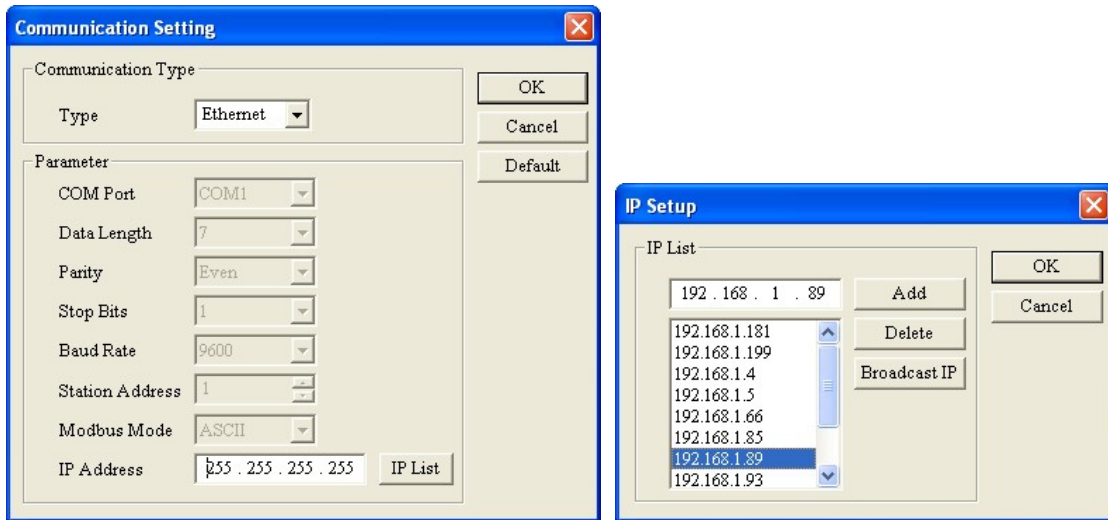 Communication Setting
Communication Type
Type Ethernet
OK
Cancel
Default
Parameter
COM Port COM1
Data Length 7
Parity Even
Stop Bits 1
Baud Rate 9600
Station Address 1
Modbus Mode ASCII
IP Address 255 . 255 . 255 . 255 IP List
IP Setup
IP List
192 . 168 . 1 . 89 Add
192.168.1.181
192.168.1.199
192.168.1.4
192.168.1.5
192.168.1.66
192.168.1.85
192.168.1.89
192.168.1.93
Delete
Broadcast IP
OK
Cancel